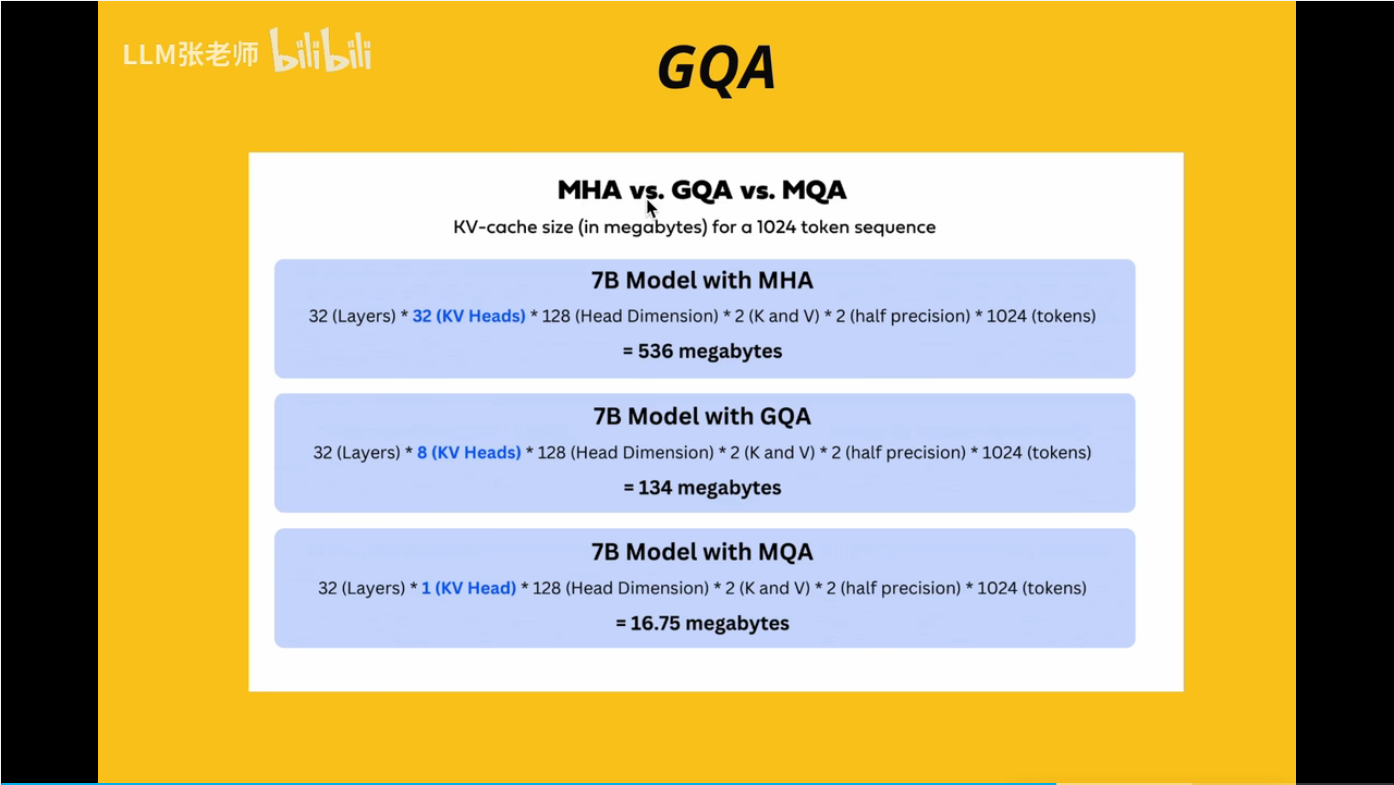 LLM张老师 bilibili
GQA
MHA vs. GQA vs. MQA
KV-cache size (in megabytes) for a 1024 token sequence
7B Model with MHA
32 (Layers) * 32 (KV Heads) * 128 (Head Dimension) * 2 (K and V) * 2 (half precision) * 1024 (tokens)
= 536 megabytes
7B Model with GQA
32 (Layers) * 8 (KV Heads) * 128 (Head Dimension) * 2 (K and V) * 2 (half precision) * 1024 (tokens)
= 134 megabytes
7B Model with MQA
32 (Layers) * 1 (KV Head) * 128 (Head Dimension) * 2 (K and V) * 2 (half precision) * 1024 (tokens)
= 16.75 megabytes